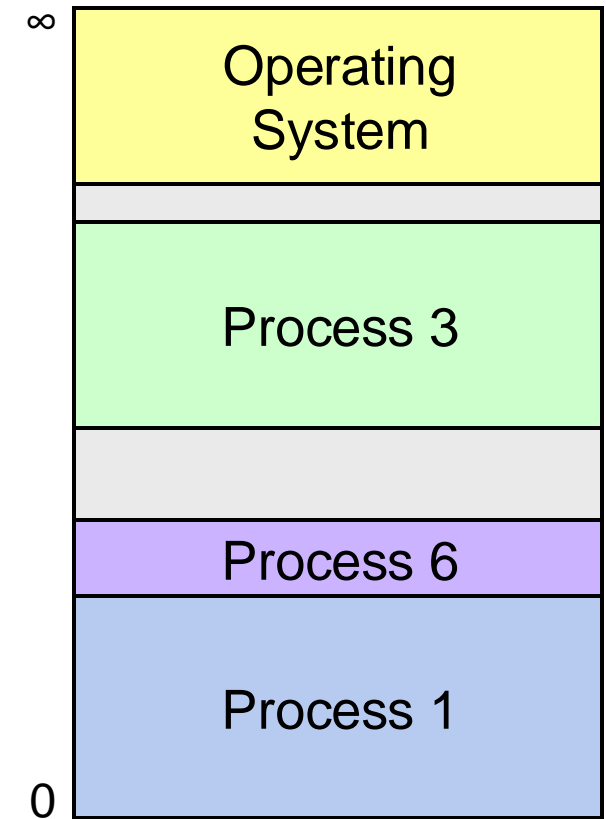 ∞
Operating
System
Process 3
Process 6
Process 1
0